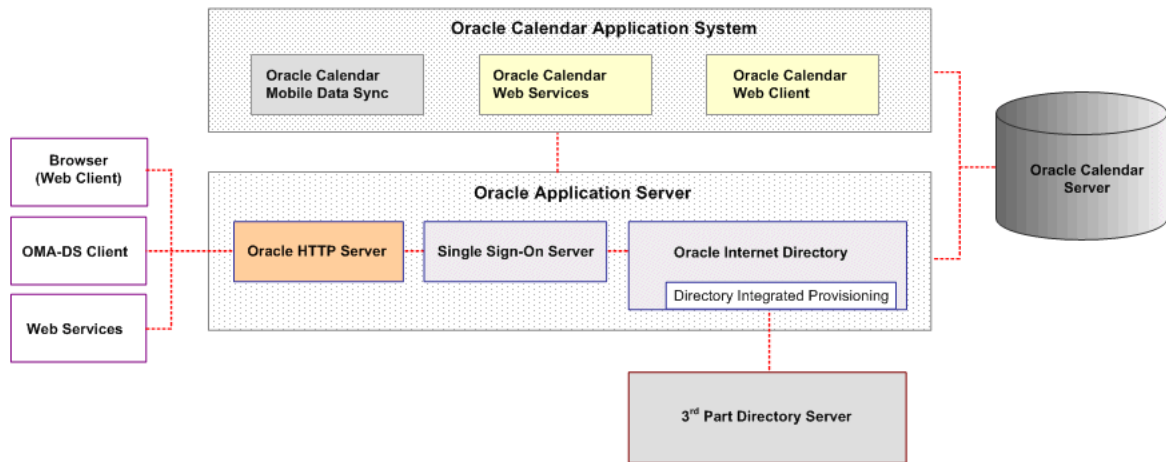 Oracle Calendar Application System
Oracle Calendar
Mobile Data Sync
Oracle Calendar
Web Services
Oracle Calendar
Web Client
Browser
(Web Client)
OMA-DS Client
Web Services
Oracle Application Server
Oracle HTTP Server
Single Sign-On Server
Oracle Internet Directory
Directory Integrated Provisioning
Oracle Calendar
Server
3rd Part Directory Server